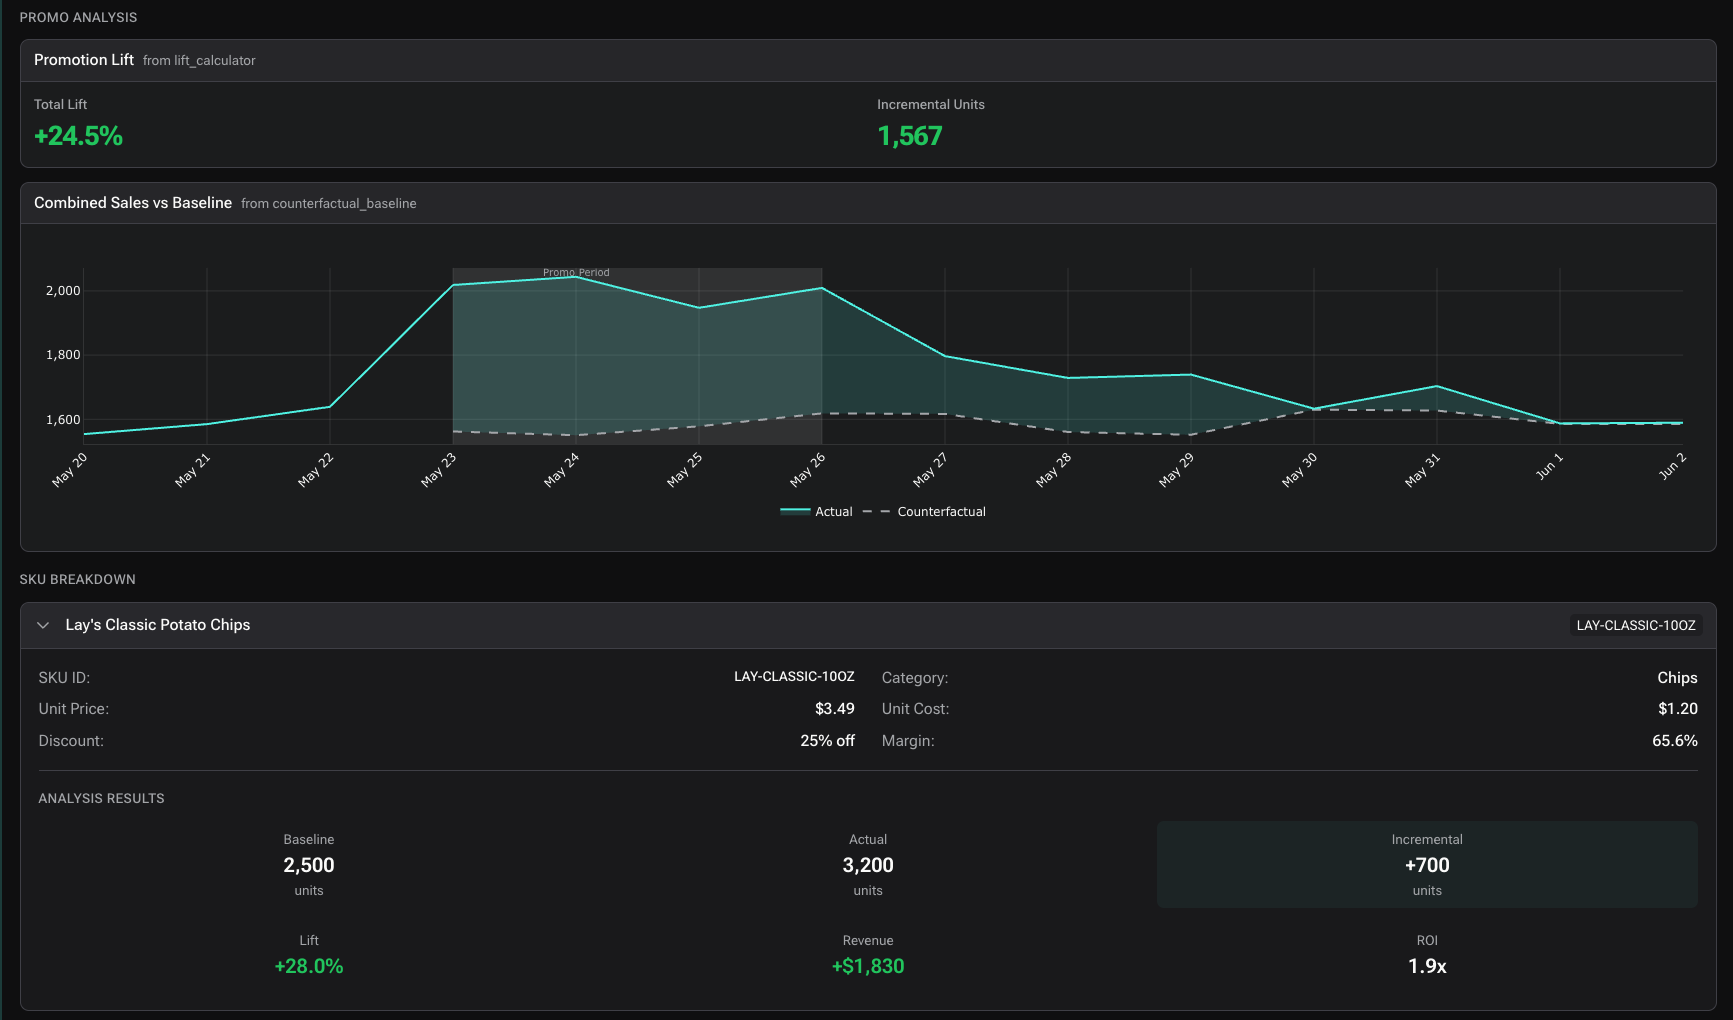 PROMO ANALYSIS
Promotion Lift from lift_calculator
Total Lift
+24.5%
Incremental Units
1,567
Combined Sales vs Baseline from counterfactual_baseline
Promo Period
2,000
1,800
1,600
May 20
May 21
May 22
May 23
May 24
May 25
May 26
May 27
May 28
May 29
May 30
May 31
Jun 1
Jun 2
Actual
Counterfactual
SKU BREAKDOWN
Lay's Classic Potato Chips
LAY-CLASSIC-10OZ
SKU ID: LAY-CLASSIC-10OZ
Category: Chips
Unit Price: $3.49
Unit Cost: $1.20
Discount: 25% off
Margin: 65.6%
ANALYSIS RESULTS
Baseline
2,500
units
Actual
3,200
units
Incremental
+700
units
Lift
+28.0%
Revenue
+$1,830
ROI
1.9x